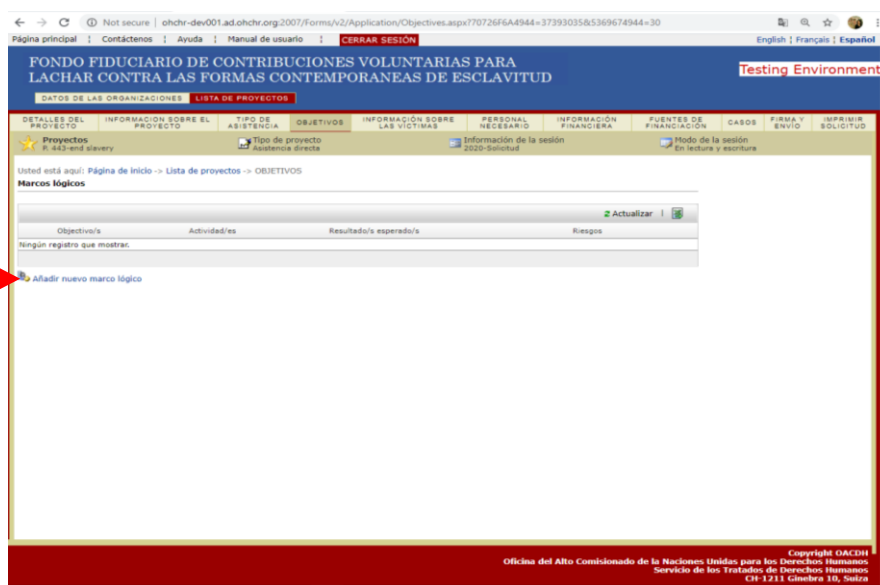 Not secure | ohchr-dev001.ad.ohchr.org:2007/Forms/v2/Application/Objectives.aspx?70726F6A4944=37393035&5369674944=30
Página principal ¦ Contáctenos ¦ Ayuda ¦ Manual de usuario ¦ CERRAR SESIÓN English ¦ Français ¦ Español
FONDO FIDUCIARIO DE CONTRIBUCIONES VOLUNTARIAS PARA
LACHAR CONTRA LAS FORMAS CONTEMPORANEAS DE ESCLAVITUD
Testing Environment
DATOS DE LAS ORGANIZACIONES LISTA DE PROYECTOS
DETALLES DEL PROYECTO INFORMACION SOBRE EL PROYECTO TIPO DE ASISTENCIA OBJETIVOS INFORMACIÓN SOBRE LAS VÍCTIMAS PERSONAL NECESARIO INFORMACIÓN FINANCIERA FUENTES DE FINANCIACIÓN CASOS FIRMA Y ENVÍO IMPRIMIR SOLICITUD
Proyectos Tipo de proyecto Información de la sesión Modo de la sesión
P. 443-end slavery Asistencia directa 2020-Solicitud En lectura y escritura
Usted está aquí: Página de inicio -> Lista de proyectos -> OBJETIVOS
Marcos lógicos
Actualizar |
Objectivo/s Actividad/es Resultado/s esperado/s Riesgos
Ningún registro que mostrar.
Añadir nuevo marco lógico
Copyright OACDH
Oficina del Alto Comisionado de la Naciones Unidas para los Derechos Humanos
Servicio de los Tratados de Derechos Humanos
CH-1211 Ginebra 10, Suiza